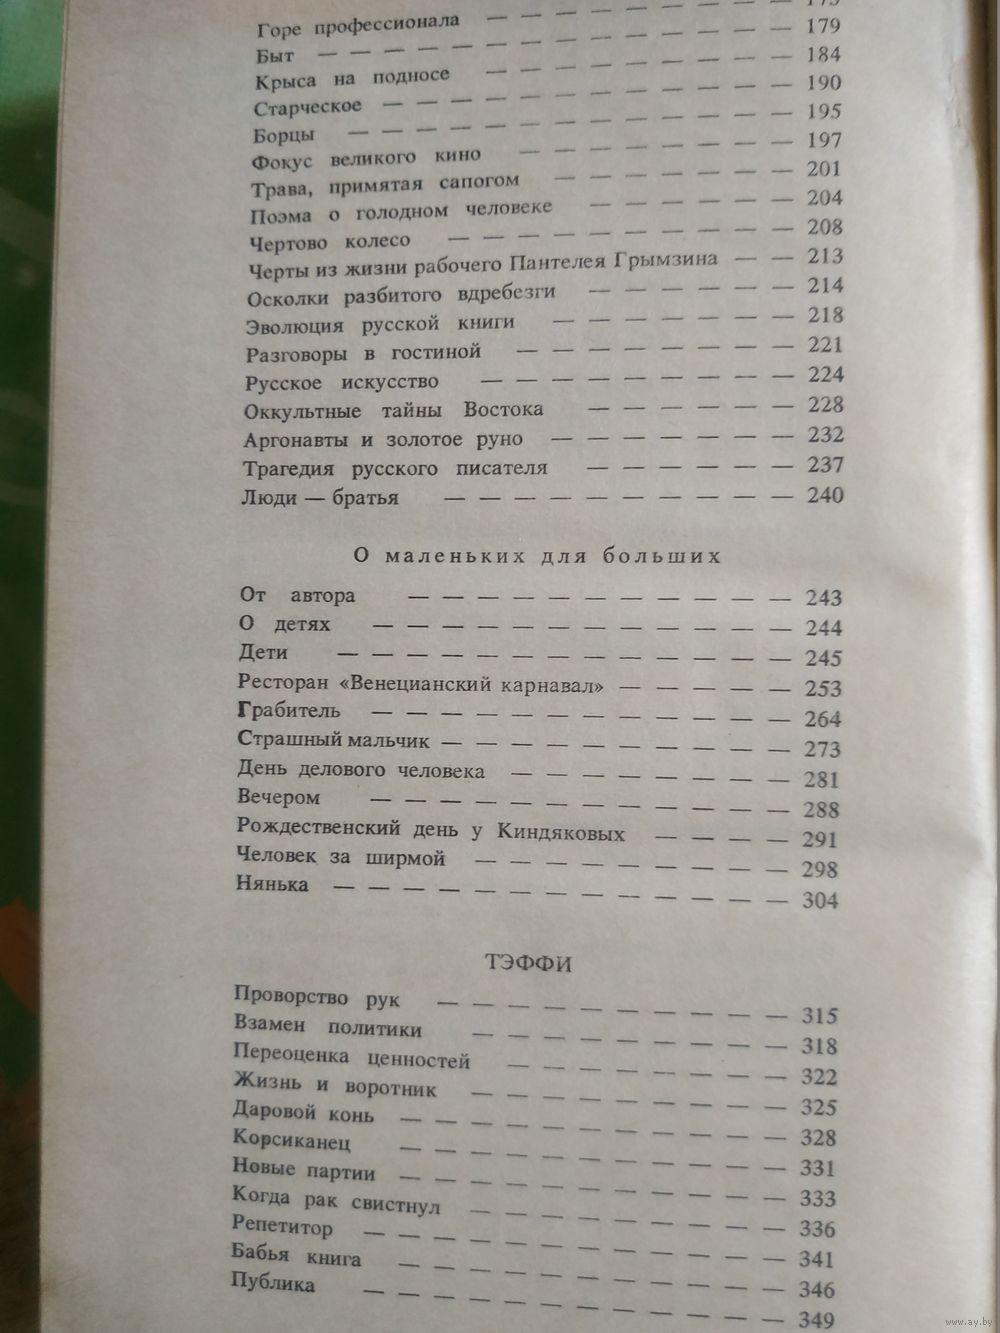 Горе профессионала — — — — — — — — —
Быт — — — — — — — — — — — — — — 179
Крыса на подносе — — — — — — — — — 184
Старческое — — — — — — — — — — — — 190
Борцы — — — — — — — — — — — — — 195
Фокус великого кино — — — — — — — — 197
Трава, примятая сапогом — — — — — — — 201
Поэма о голодном человеке — — — — — — 204
Чертово колесо — — — — — — — — — — 208
Черты из жизни рабочего Пантелея Грымзина — — 213
Осколки разбитого вдребезги — — — — — — 214
Эволюция русской книги — — — — — — — 218
Разговоры в гостиной — — — — — — — — 221
Русское искусство — — — — — — — — — 224
Оккультные тайны Востока — — — — — — 228
Аргонавты и золотое руно — — — — — — — 232
Трагедия русского писателя — — — — — — 237
Люди — братья — — — — — — — — — — 240
О маленьких для больших
От автора — — — — — — — — — — — 243
О детях — — — — — — — — — — — — 244
Дети — — — — — — — — — — — — — 245
Ресторан «Венецианский карнавал» — — — — — 253
Грабитель — — — — — — — — — — — — 264
Страшный мальчик — — — — — — — — — — 273
День делового человека — — — — — — — — 281
Вечером — — — — — — — — — — — — 288
Рождественский день у Киндяковых — — — — 291
Человек за ширмой — — — — — — — — — 298
Нянька — — — — — — — — — — — — — 304
ТЭФФИ
Проворство рук — — — — — — — — — — 315
Взамен политики — — — — — — — — — 318
Переоценка ценностей — — — — — — — — 322
Жизнь и воротник — — — — — — — — — 325
Даровой конь — — — — — — — — — — — 328
Корсиканец — — — — — — — — — — — 331
Новые партии — — — — — — — — — — — 333
Когда рак свистнул — — — — — — — — — 336
Репетитор — — — — — — — — — — — — 341
Бабья книга — — — — — — — — — — — 346
Публика — — — — — — — — — — — — 349
www.ay.by